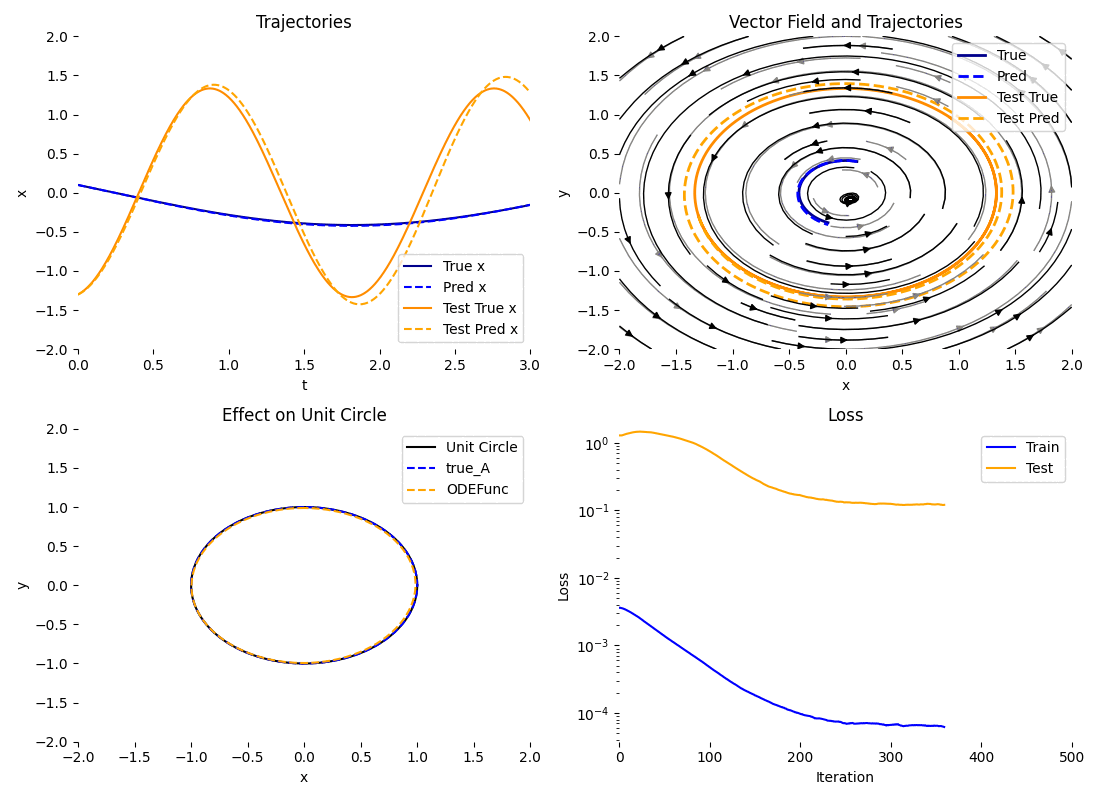 Trajectories
2.0
1.5
1.0
0.5
0.0
−0.5
−1.0
−1.5
−2.0
x
0.0 0.5 1.0 1.5 2.0 2.5 3.0
t
True x
Pred x
Test True x
Test Pred x
Vector Field and Trajectories
2.0
1.5
1.0
0.5
0.0
−0.5
−1.0
−1.5
−2.0
y
−2.0 −1.5 −1.0 −0.5 0.0 0.5 1.0 1.5 2.0
x
True
Pred
Test True
Test Pred
Effect on Unit Circle
2.0
1.5
1.0
0.5
0.0
−0.5
−1.0
−1.5
−2.0
y
−2.0 −1.5 −1.0 −0.5 0.0 0.5 1.0 1.5 2.0
x
Unit Circle
true_A
ODEFunc
Loss
10⁰
10⁻¹
10⁻²
10⁻³
10⁻⁴
Loss
0 100 200 300 400 500
Iteration
Train
Test